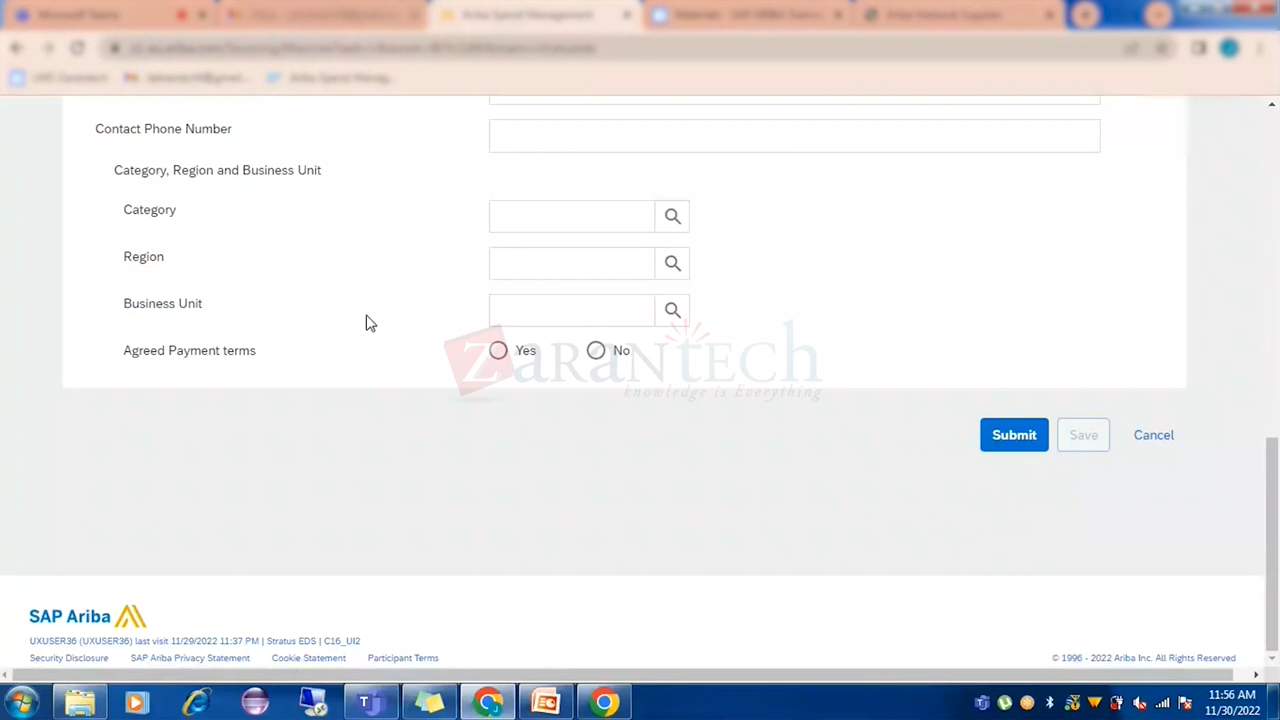 Contact Phone Number
Category, Region and Business Unit
Category
Region
Business Unit
Agreed Payment terms
Yes
No
ZaranTech
knowledge is Everything
Submit
Save
Cancel
SAP Ariba
UXUSER36 (UXUSER36) last visit 11/29/2022 11:37 PM | Stratus EDS | C16_UI2
Security Disclosure
SAP Ariba Privacy Statement
Cookie Statement
Participant Terms
© 1996 - 2022 Ariba Inc. All Rights Reserved
11:56 AM
11/30/2022